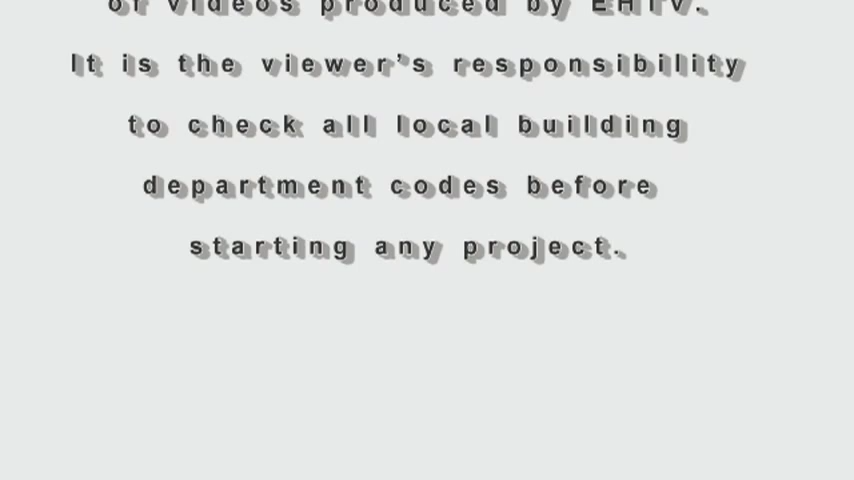 of videos produced by EHTV.
It is the viewer's responsibility
to check all local building
department codes before
starting any project.